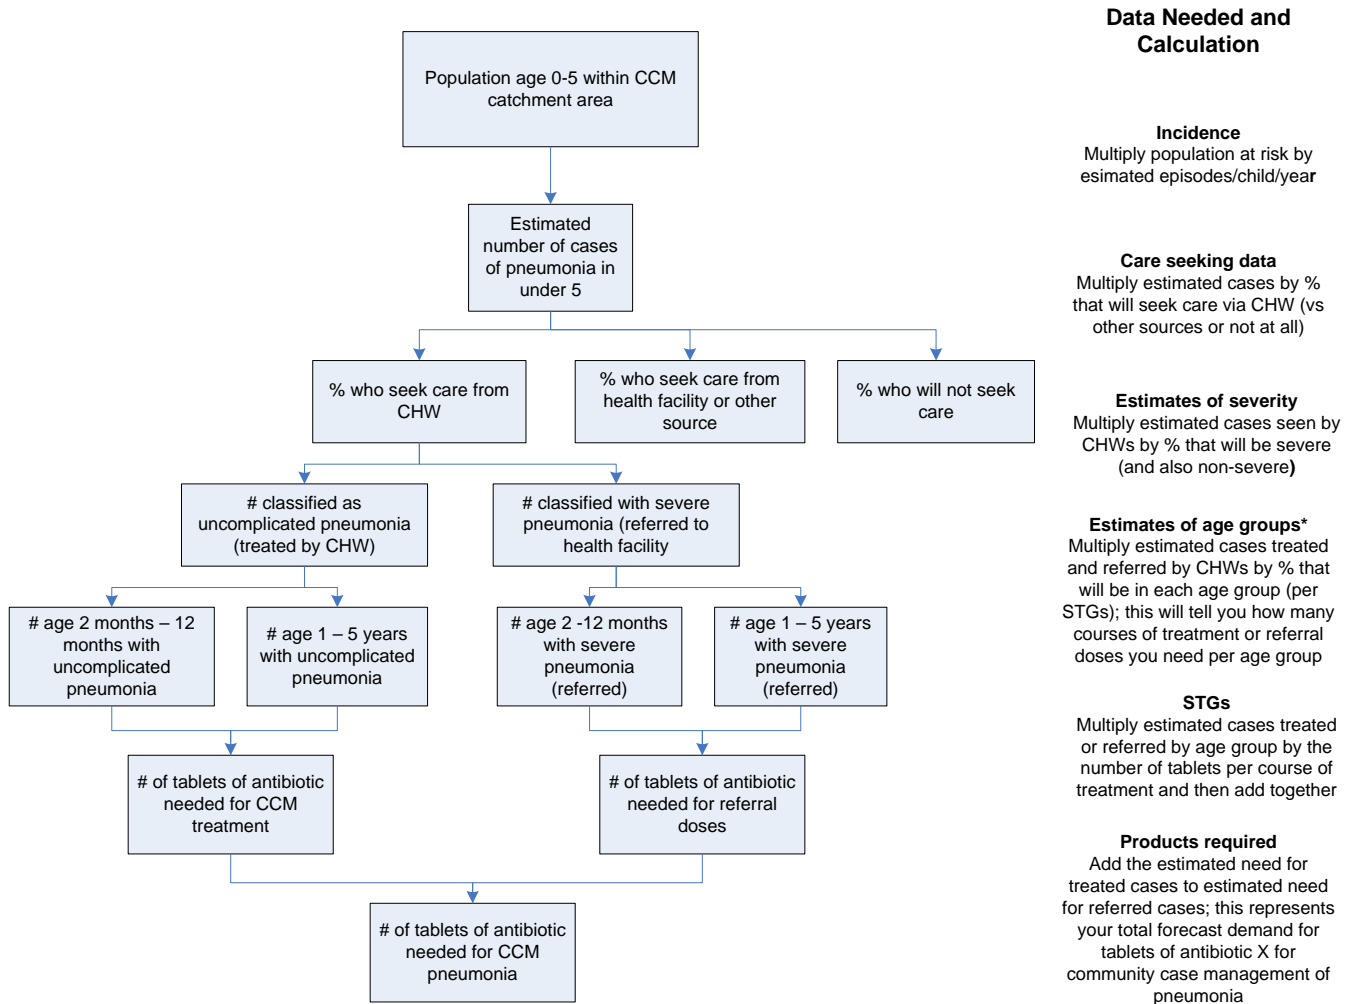 Data Needed and
Calculation
Population age 0-5 within CCM
catchment area
Incidence
Multiply population at risk by
esimated episodes/child/year
Estimated
number of cases
of pneumonia in
under 5
Care seeking data
Multiply estimated cases by %
that will seek care via CHW (vs
other sources or not at all)
% who seek care from
CHW
% who seek care from
health facility or other
source
% who will not seek
care
Estimates of severity
Multiply estimated cases seen by
CHWs by % that will be severe
(and also non-severe)
# classified as
uncomplicated pneumonia
(treated by CHW)
# classified with severe
pneumonia (referred to
health facility
Estimates of age groups*
Multiply estimated cases treated
and referred by CHWs by % that
will be in each age group (per
STGs); this will tell you how many
courses of treatment or referral
doses you need per age group
# age 2 months – 12
months with
uncomplicated
pneumonia
# age 1 – 5 years
with uncomplicated
pneumonia
# age 2 -12 months
with severe
pneumonia
(referred)
# age 1 – 5 years
with severe
pneumonia
(referred)
STGs
Multiply estimated cases treated
or referred by age group by the
number of tablets per course of
treatment and then add together
# of tablets of antibiotic
needed for CCM
treatment
# of tablets of antibiotic
needed for referral
doses
Products required
Add the estimated need for
treated cases to estimated need
for referred cases; this represents
your total forecast demand for
tablets of antibiotic X for
community case management of
pneumonia
# of tablets of antibiotic
needed for CCM
pneumonia